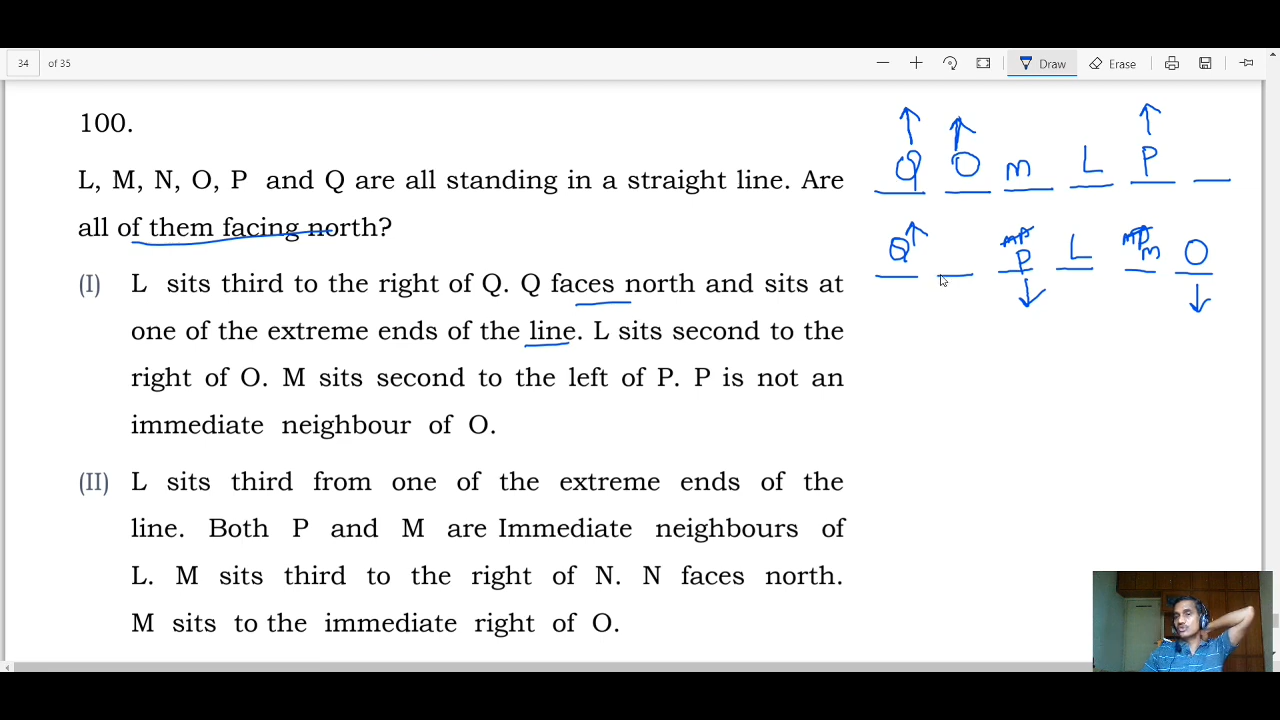 34 of 35 Draw Erase
100.
L, M, N, O, P and Q are all standing in a straight line. Are
all of them facing north?
(I) L sits third to the right of Q. Q faces north and sits at
one of the extreme ends of the line. L sits second to the
right of O. M sits second to the left of P. P is not an
immediate neighbour of O.
(II) L sits third from one of the extreme ends of the
line. Both P and M are Immediate neighbours of
L. M sits third to the right of N. N faces north.
M sits to the immediate right of O.
Q O m L P
Q P L m O